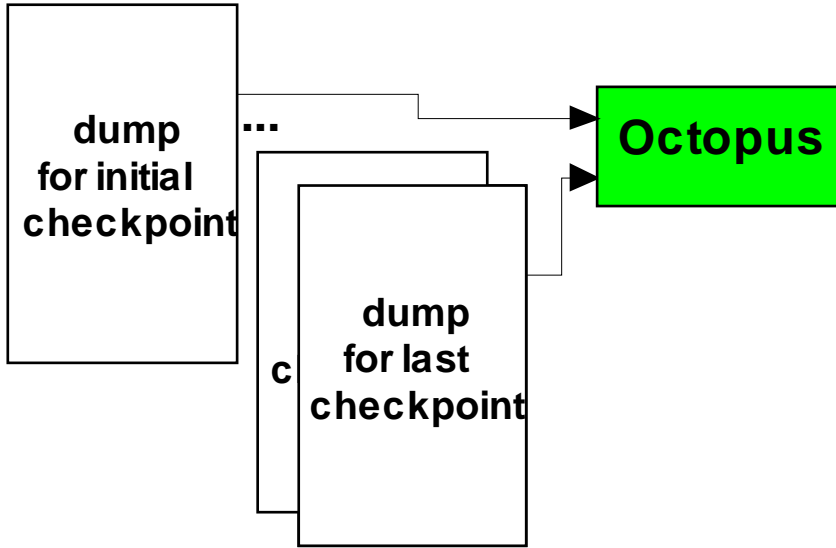 dump
for initial
checkpoint
...
Octopus
c
dump
for last
checkpoint